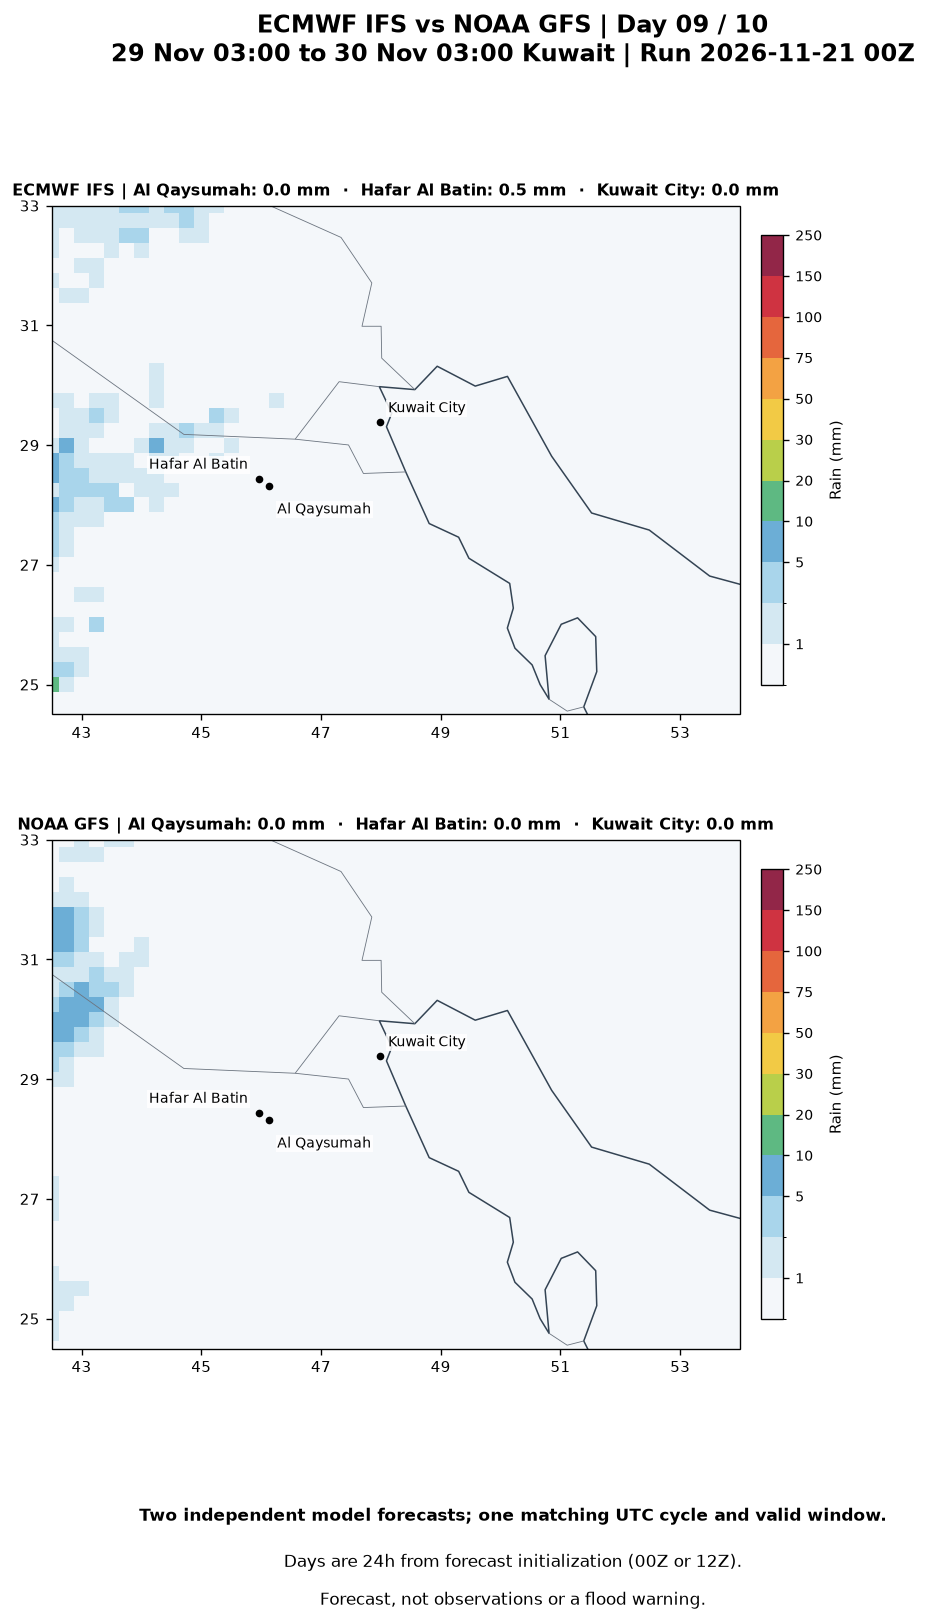 ECMWF IFS vs NOAA GFS | Day 09 / 10
29 Nov 03:00 to 30 Nov 03:00 Kuwait | Run 2026-11-21 00Z
ECMWF IFS | Al Qaysumah: 0.0 mm · Hafar Al Batin: 0.5 mm · Kuwait City: 0.0 mm
33
31
29
27
25
43 45 47 49 51 53
Kuwait City
Hafar Al Batin
Al Qaysumah
250
150
100
75
50
30
20
10
5
1
Rain (mm)
NOAA GFS | Al Qaysumah: 0.0 mm · Hafar Al Batin: 0.0 mm · Kuwait City: 0.0 mm
33
31
29
27
25
43 45 47 49 51 53
Kuwait City
Hafar Al Batin
Al Qaysumah
250
150
100
75
50
30
20
10
5
1
Rain (mm)
Two independent model forecasts; one matching UTC cycle and valid window.
Days are 24h from forecast initialization (00Z or 12Z).
Forecast, not observations or a flood warning.